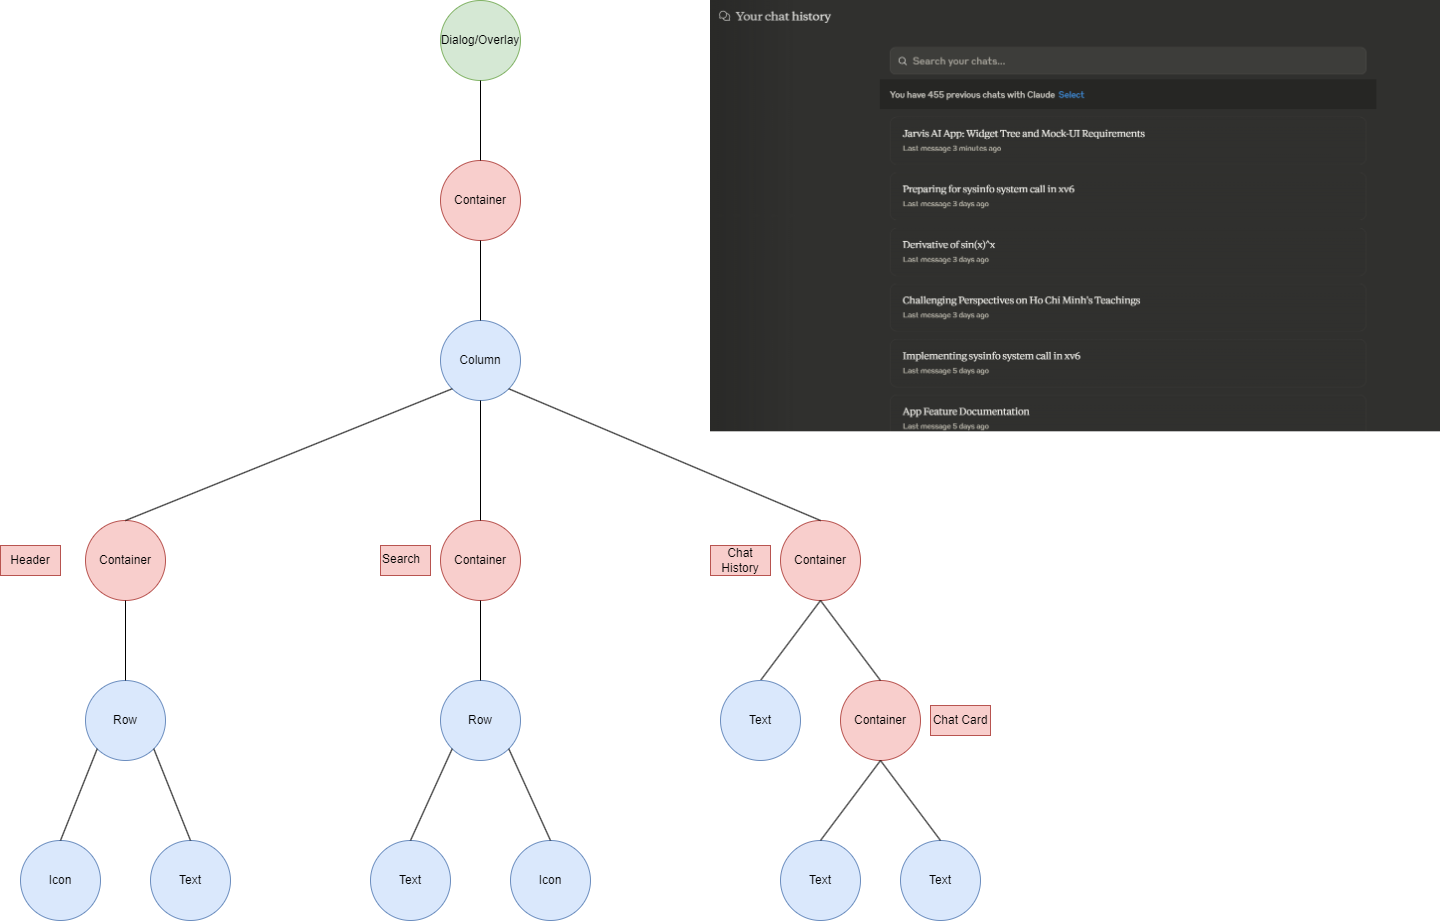 Dialog/Overlay
Your chat history
Search your chats...
You have 455 previous chats with Claude Select
Jarvis AI App: Widget Tree and Mock-UI Requirements
Last message 3 minutes ago
Container
Preparing for sysinfo system call in xv6
Last message 3 days ago
Derivative of sin(x)^x
Last message 3 days ago
Challenging Perspectives on Ho Chi Minh's Teachings
Last message 3 days ago
Column
Implementing sysinfo system call in xv6
Last message 5 days ago
App Feature Documentation
Last message 5 days ago
Header
Container
Search
Container
Chat
History
Container
Row
Row
Text
Container
Chat Card
Icon
Text
Text
Icon
Text
Text